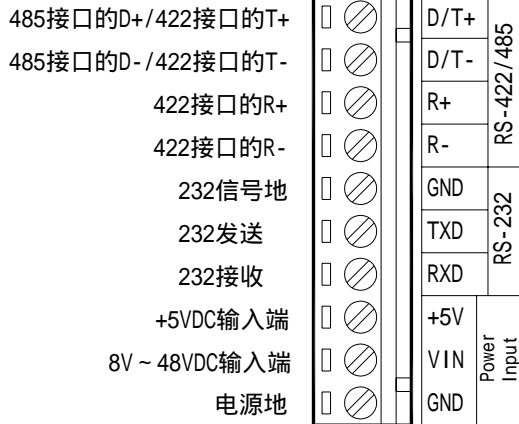 485接口的D+/422接口的T+ D/T+
485接口的D-/422接口的T- D/T-
422接口的R+ R+
422接口的R- R-
RS-422/485
232信号地 GND
232发送 TXD
232接收 RXD
RS-232
+5VDC输入端 +5V
8V~48VDC输入端 VIN
电源地 GND
Power
Input